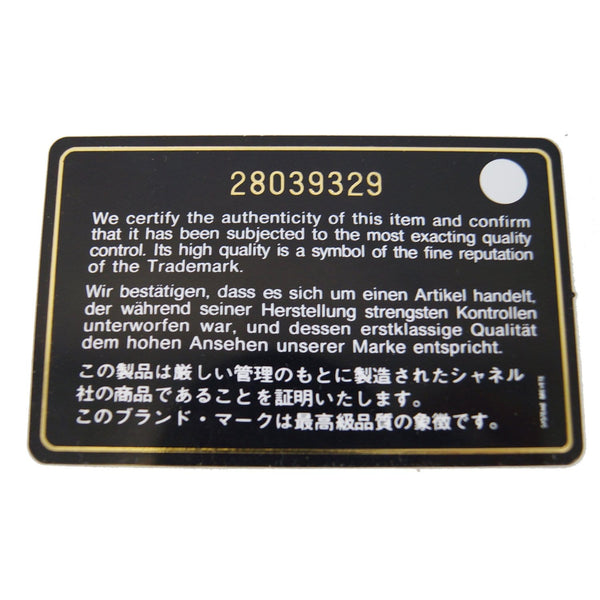 28039329
We certify the authenticity of this item and confirm
that it has been subjected to the most exacting quality
control. Its high quality is a symbol of the fine reputation
of the Trademark.
Wir bestätigen, dass es sich um einen Artikel handelt,
der während seiner Herstellung strengsten Kontrollen
unterworfen war, und dessen erstklassige Qualität
dem hohen Ansehen unserer Marke entspricht.
この製品は厳しい管理のもとに製造されたシャネル
社の商品であることを証明いたします。
このブランド・マークは最高級品質の象徴です。